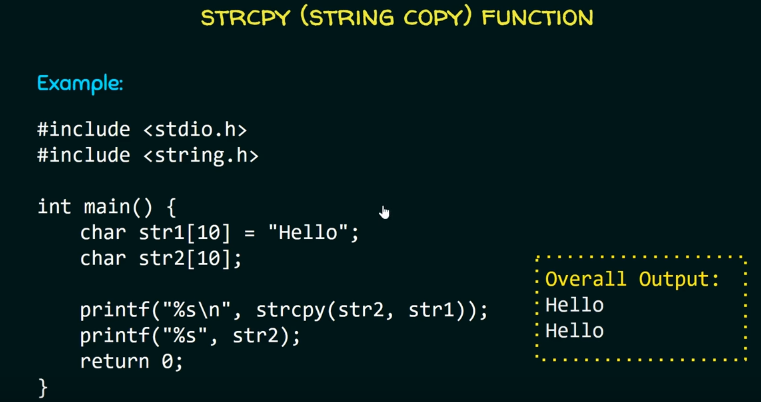 STRCPY (STRING COPY) FUNCTION
Example:
#include <stdio.h>
#include <string.h>
int main() {
char str1[10] = "Hello";
char str2[10];
printf("%s\n", strcpy(str2, str1));
printf("%s", str2);
return 0;
}
Overall Output:
Hello
Hello